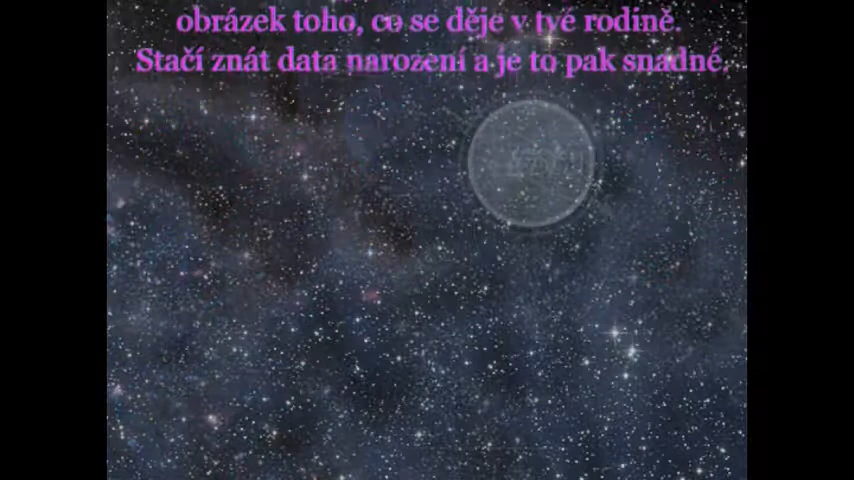 obrázek toho, co se děje v tvé rodině.
Stačí znát data narození a je to pak snadné.